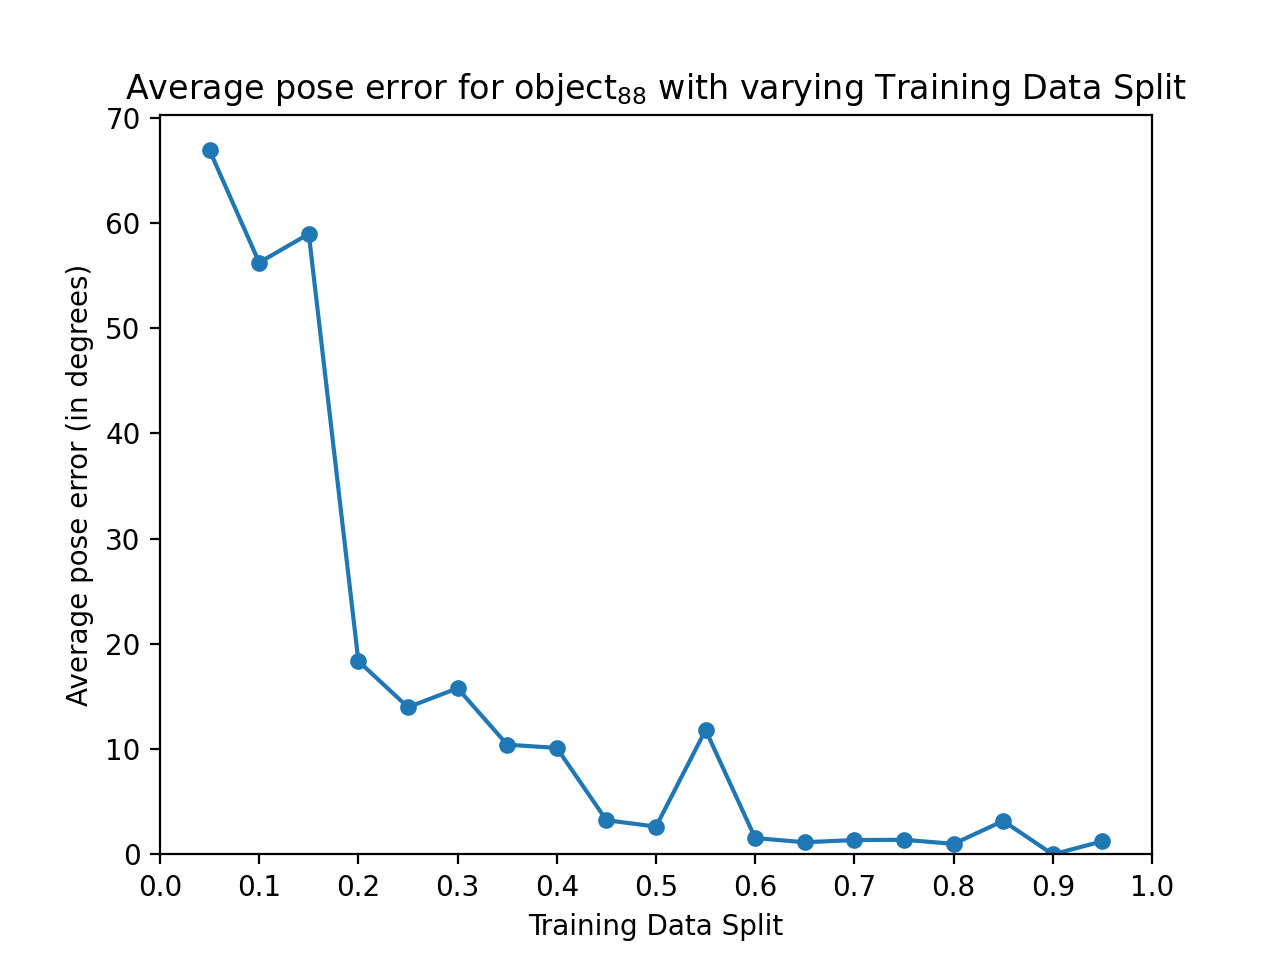 Average pose error for object₈₈ with varying Training Data Split
Average pose error (in degrees)
70
60
50
40
30
20
10
0
0.0 0.1 0.2 0.3 0.4 0.5 0.6 0.7 0.8 0.9 1.0
Training Data Split